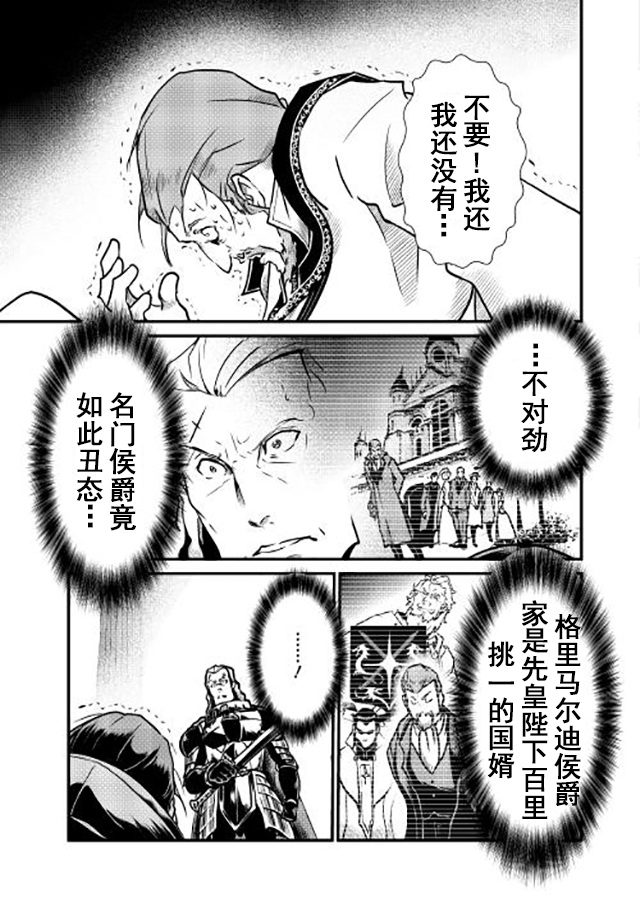 不要！我还
我还没有…
…不对劲
名门侯爵竟
如此丑态…
格里马尔迪侯爵
家是先皇陛下百里
挑一的国婿
……